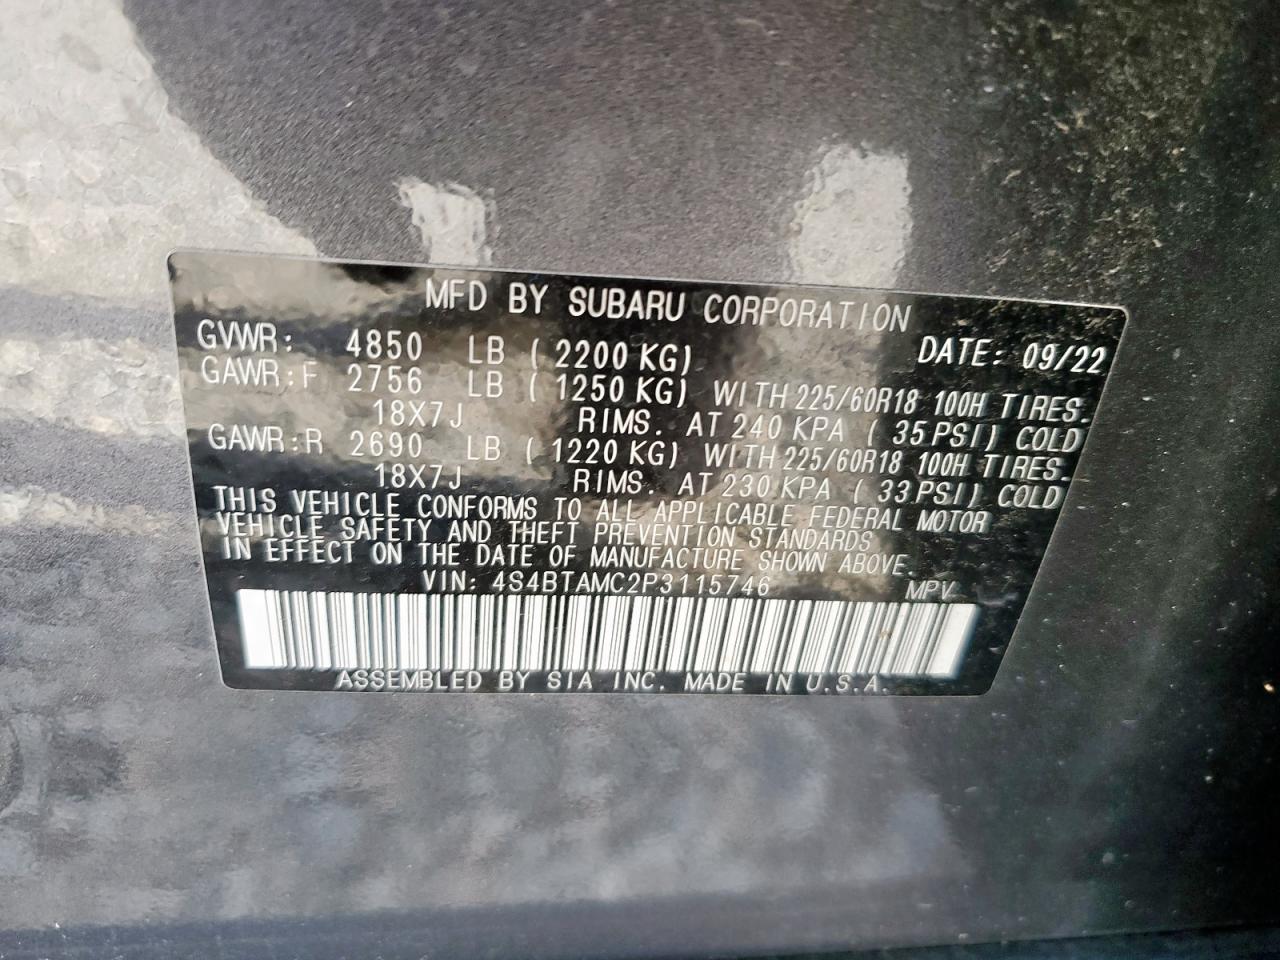 MFD BY SUBARU CORPORATION
GVWR: 4850 LB ( 2200 KG) DATE: 09/22
GAWR:F 2756 LB ( 1250 KG) WITH 225/60R18 100H TIRES.
18X7J RIMS. AT 240 KPA ( 35 PSI) COLD
GAWR:R 2690 LB ( 1220 KG) WITH 225/60R18 100H TIRES.
18X7J RIMS. AT 230 KPA ( 33 PSI) COLD
THIS VEHICLE CONFORMS TO ALL APPLICABLE FEDERAL MOTOR
VEHICLE SAFETY AND THEFT PREVENTION STANDARDS
IN EFFECT ON THE DATE OF MANUFACTURE SHOWN ABOVE.
VIN: 4S4BTAMC2P3115746 MPV
ASSEMBLED BY SIA INC. MADE IN U.S.A.